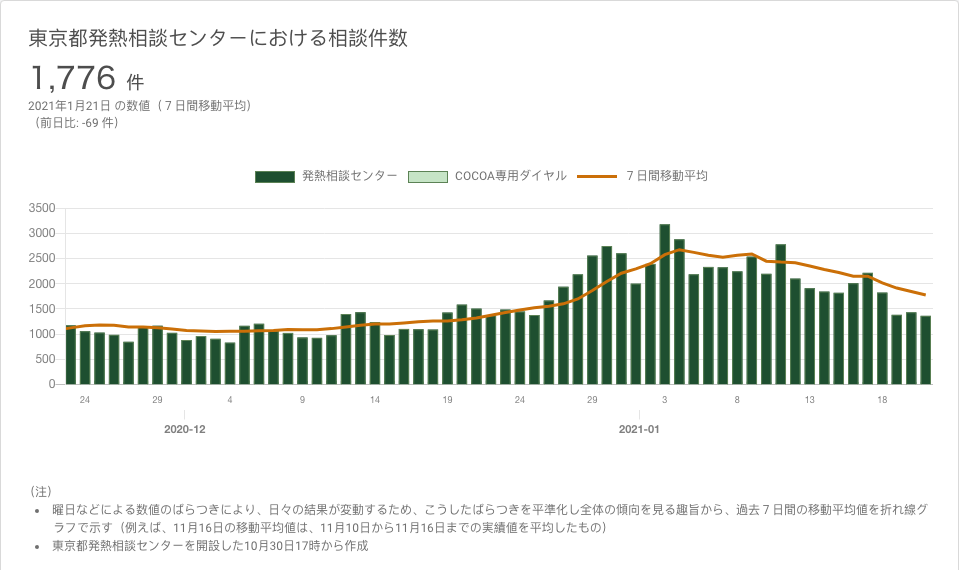 東京都発熱相談センターにおける相談件数
1,776 件
2021年1月21日 の数値（７日間移動平均）
（前日比: -69 件）
発熱相談センター COCOA専用ダイヤル ７日間移動平均
3500
3000
2500
2000
1500
1000
500
0
24 29 4 9 14 19 24 29 3 8 13 18
2020-12 2021-01
（注）
• 曜日などによる数値のばらつきにより、日々の結果が変動するため、こうしたばらつきを平準化し全体の傾向を見る趣旨から、過去７日間の移動平均値を折れ線グ
ラフで示す（例えば、11月16日の移動平均値は、11月10日から11月16日までの実績値を平均したもの）
• 東京都発熱相談センターを開設した10月30日17時から作成